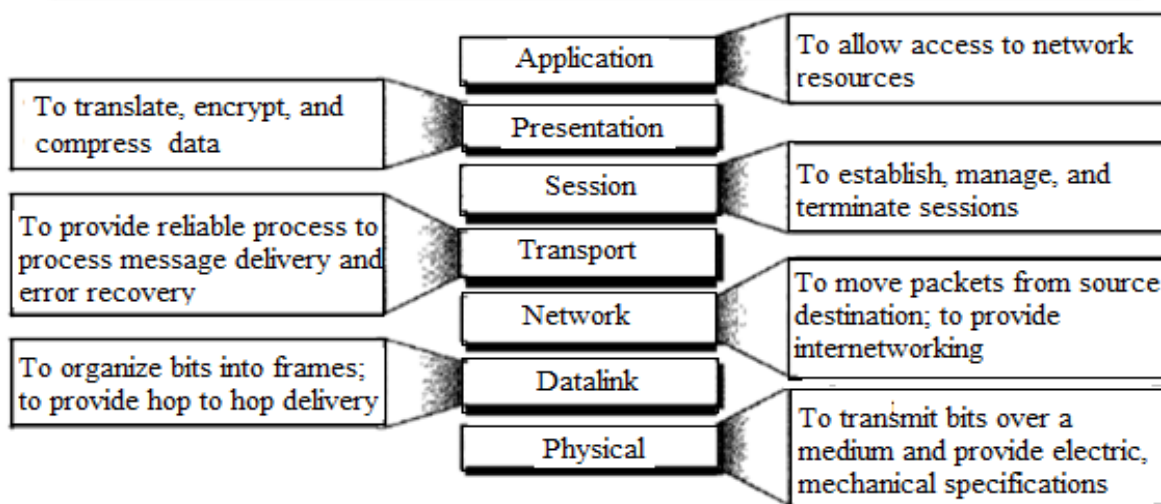 Application
To allow access to network
resources
To translate, encrypt, and
compress data
Presentation
Session
To establish, manage, and
terminate sessions
To provide reliable process to
process message delivery and
error recovery
Transport
Network
To move packets from source
destination; to provide
internetworking
To organize bits into frames;
to provide hop to hop delivery
Datalink
Physical
To transmit bits over a
medium and provide electric,
mechanical specifications